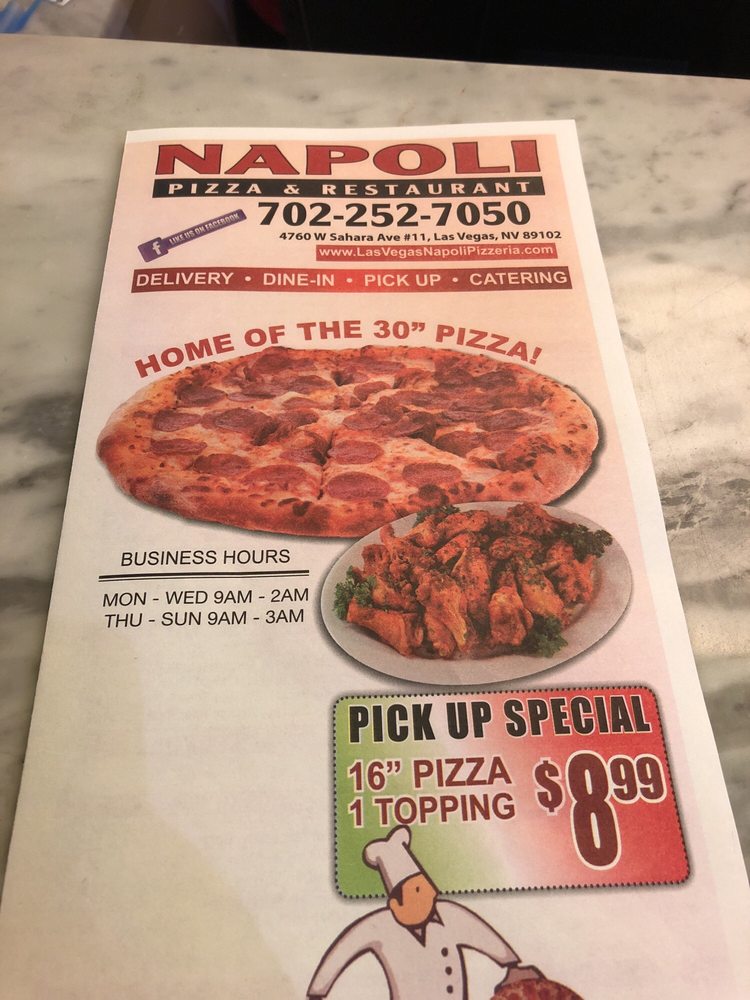 NAPOLI
PIZZA & RESTAURANT
f LIKE US ON FACEBOOK
702-252-7050
4760 W Sahara Ave #11, Las Vegas, NV 89102
www.LasVegasNapoliPizzeria.com
DELIVERY • DINE-IN • PICK UP • CATERING
HOME OF THE 30” PIZZA!
BUSINESS HOURS
MON - WED 9AM - 2AM
THU - SUN 9AM - 3AM
PICK UP SPECIAL
16” PIZZA
1 TOPPING
$899